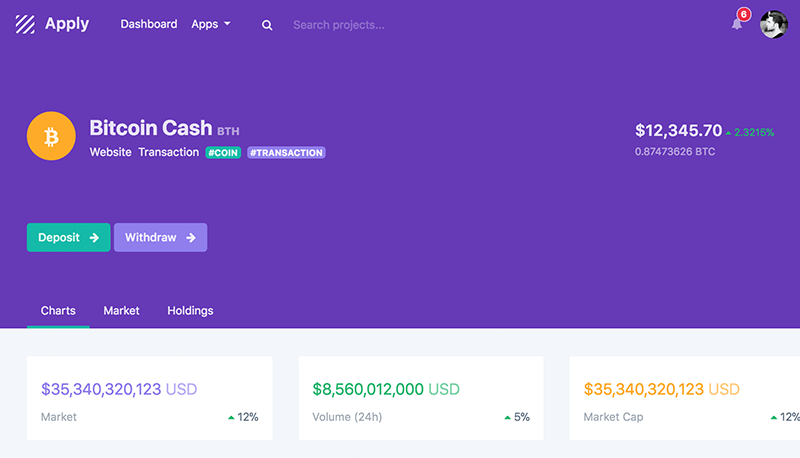 Apply
Dashboard Apps
Search projects...
6
Bitcoin Cash BTH
Website Transaction #COIN #TRANSACTION
$12,345.70 2.3215%
0.87473626 BTC
Deposit Withdraw
Charts Market Holdings
$35,340,320,123 USD
Market 12%
$8,560,012,000 USD
Volume (24h) 5%
$35,340,320,123 USD
Market Cap 12%